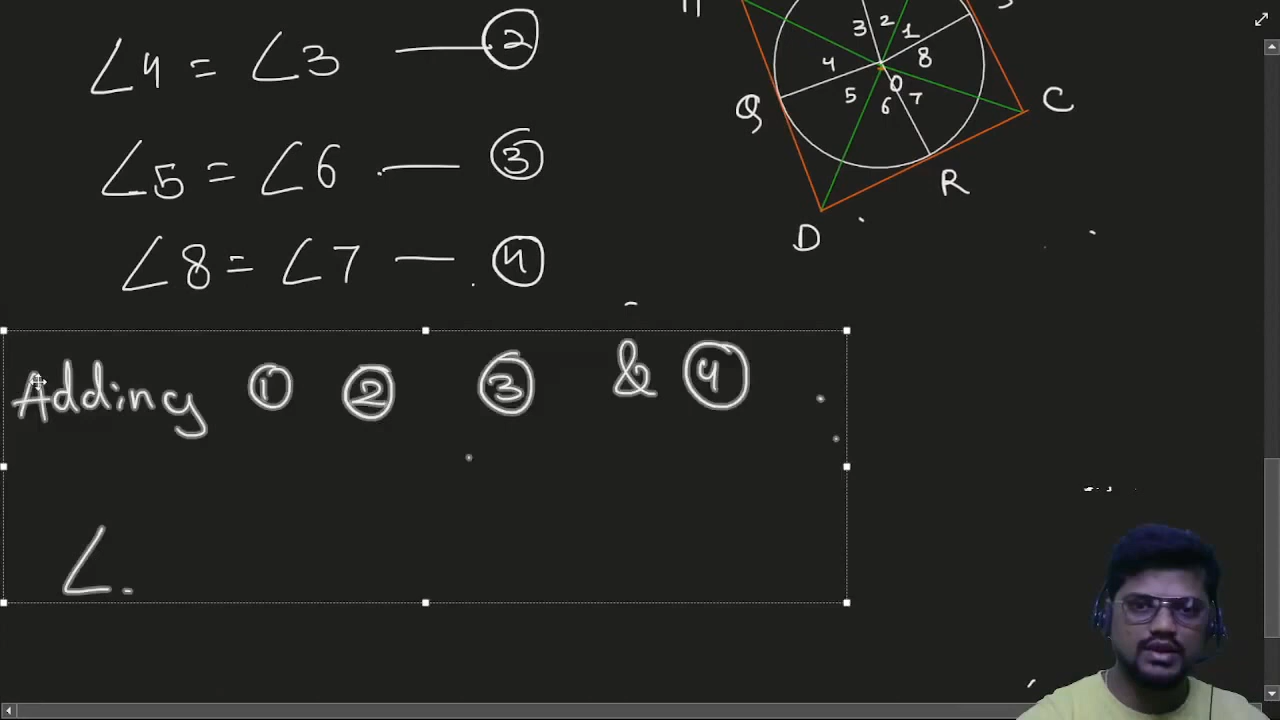 ∠4 = ∠3 — ②
∠5 = ∠6 — ③
∠8 = ∠7 — ④
Adding ① ② ③ & ④
∠
3 2 1
4 8
5 6 7
O
Q
C
R
D